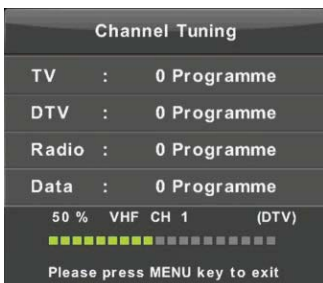 Channel Tuning
TV : 0 Programme
DTV : 0 Programme
Radio : 0 Programme
Data : 0 Programme
50 % VHF CH 1 (DTV)
Please press MENU key to exit